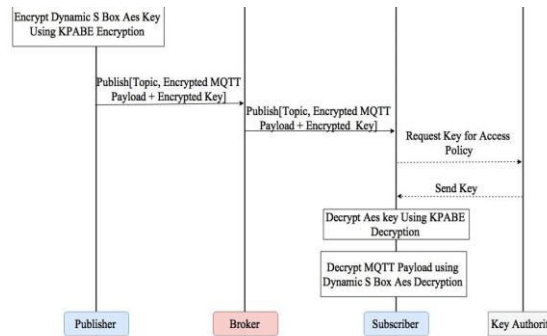 Encrypt Dynamic S Box Aes Key
Using KPABE Encryption
Publish[Topic, Encrypted MQTT
Payload + Encrypted Key]
Publish[Topic, Encrypted MQTT
Payload + Encrypted Key]
Request Key for Access
Policy
Send Key
Decrypt Aes key Using KPABE
Decryption
Decrypt MQTT Payload using
Dynamic S Box Aes Decryption
Publisher
Broker
Subscriber
Key Authorit